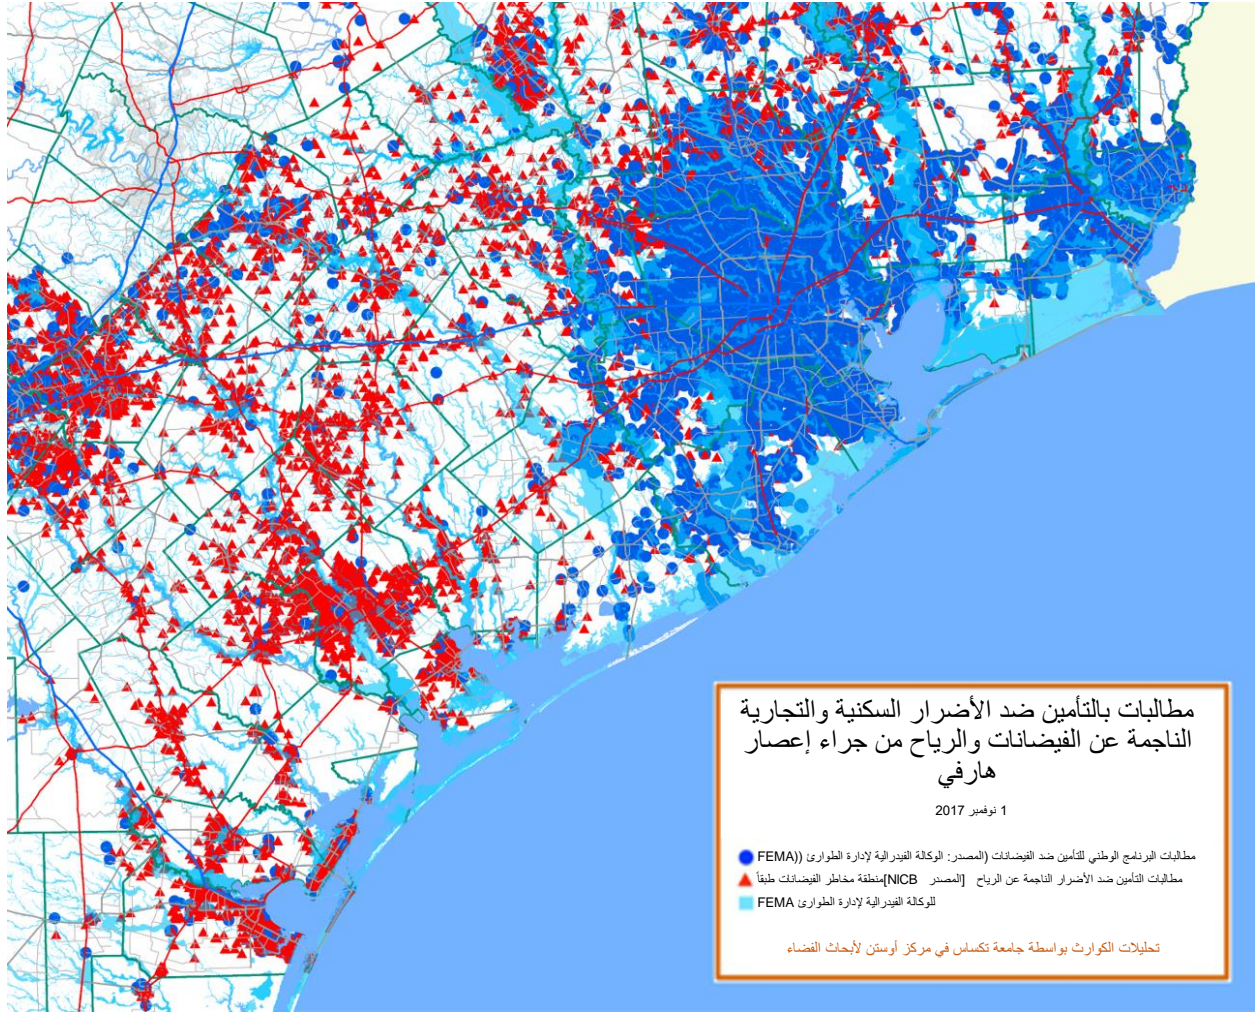 مطالبات بالتأمين ضد الأضرار السكنية والتجارية
الناجمة عن الفيضانات والرياح من جراء إعصار
هارفي
1 نوفمبر 2017
مطالبات البرنامج الوطني للتأمين ضد الفيضانات (المصدر: الوكالة الفيدرالية لإدارة الطوارئ ((FEMA
مطالبات التأمين ضد الأضرار الناجمة عن الرياح [المصدر NICB]منطقة مخاطر الفيضانات طبقاً
للوكالة الفيدرالية لإدارة الطوارئ FEMA
تحليلات الكوارث بواسطة جامعة تكساس في مركز أوستن لأبحاث الفضاء